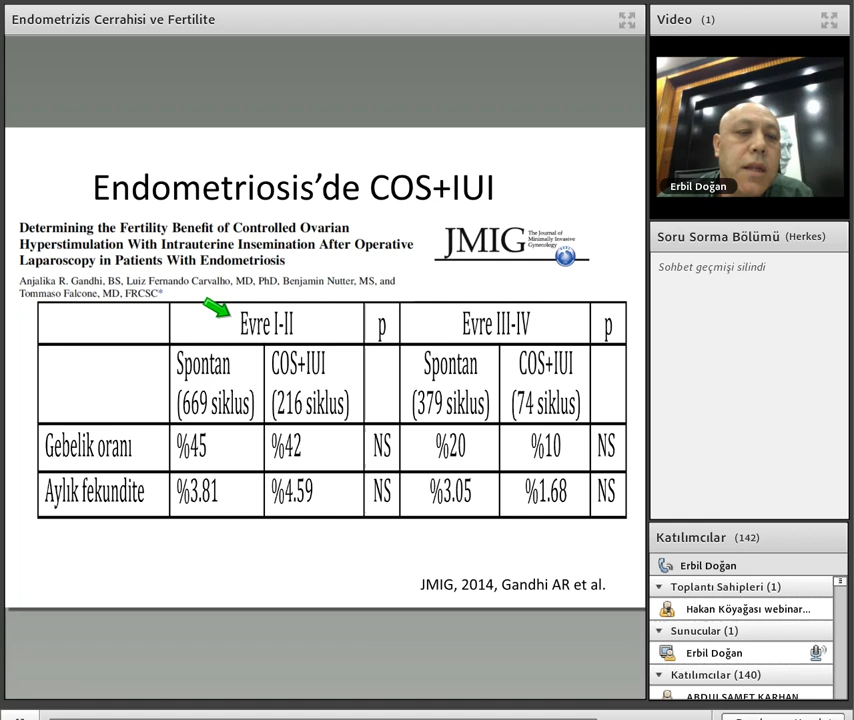 Endometrizis Cerrahisi ve Fertilite
Endometriosis’de COS+IUI
Determining the Fertility Benefit of Controlled Ovarian
Hyperstimulation With Intrauterine Insemination After Operative
Laparoscopy in Patients With Endometriosis
JMIG
The Journal of
Minimally Invasive
Gynecology
Anjalika R. Gandhi, BS, Luiz Fernando Carvalho, MD, PhD, Benjamin Nutter, MS, and
Tommaso Falcone, MD, FRCSC*
Evre I-II p Evre III-IV p
Spontan COS+IUI Spontan COS+IUI
(669 siklus) (216 siklus) (379 siklus) (74 siklus)
Gebelik oranı %45 %42 NS %20 %10 NS
Aylık fekundite %3.81 %4.59 NS %3.05 %1.68 NS
JMIG, 2014, Gandhi AR et al.
Video (1)
Erbil Doğan
Soru Sorma Bölümü (Herkes)
Sohbet geçmişi silindi
Katılımcılar (142)
Erbil Doğan
Toplantı Sahipleri (1)
Hakan Köyağası webinar...
Sunucular (1)
Erbil Doğan
Katılımcılar (140)
ABDULSAMET KARHAN